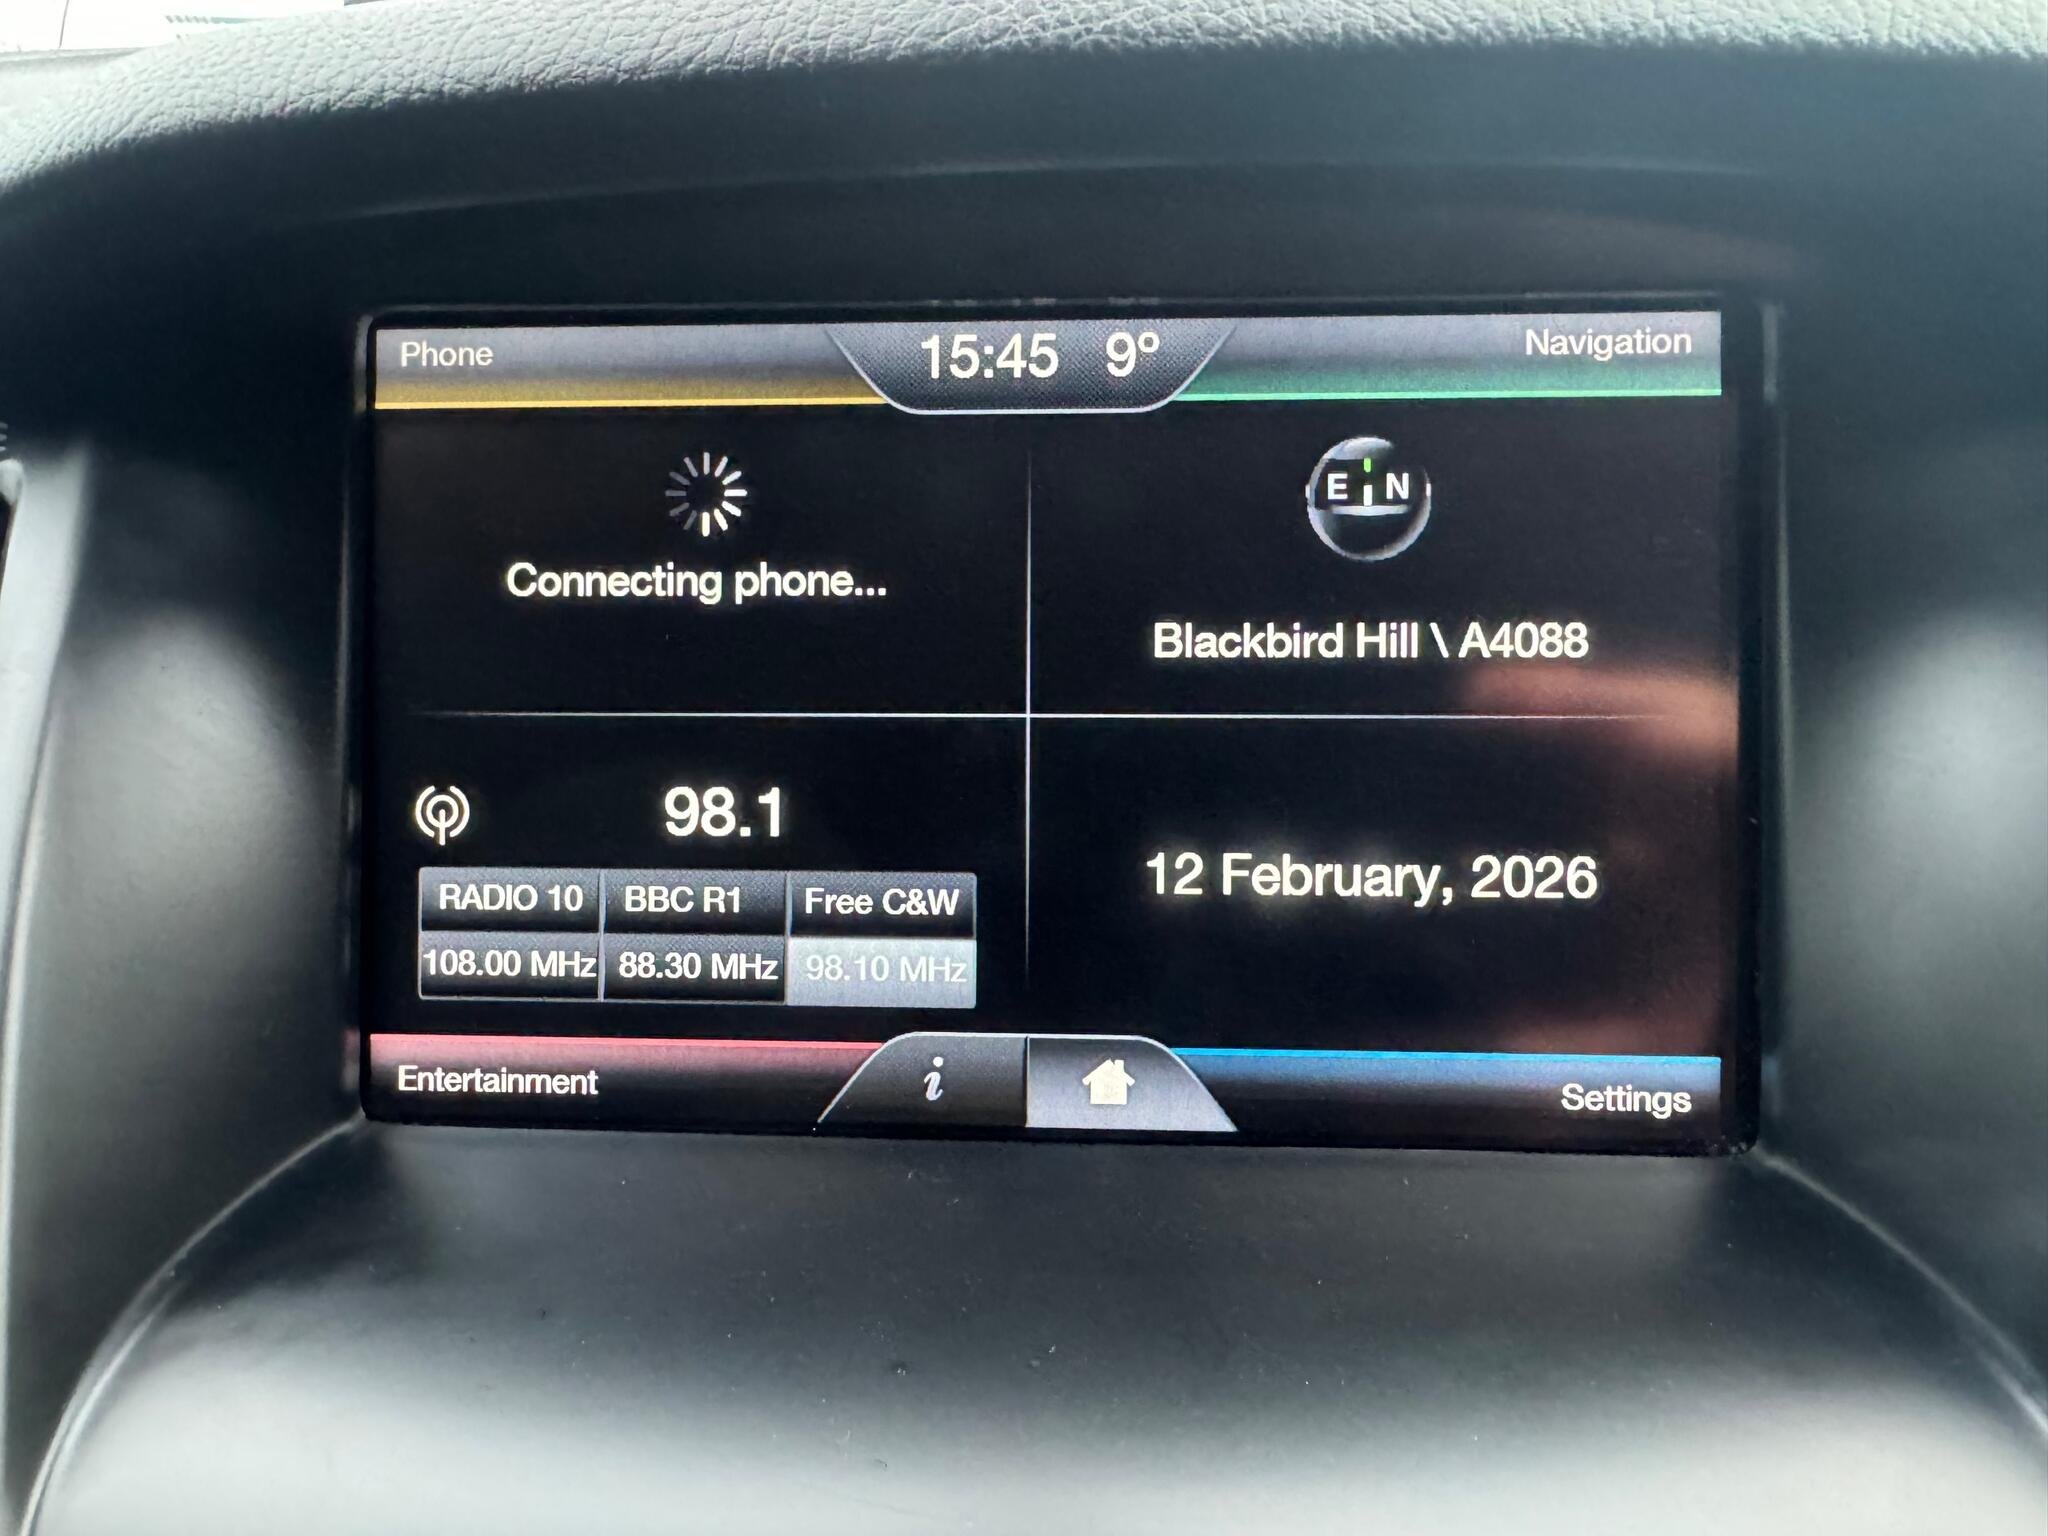 Phone
15:45 9º
Navigation
Connecting phone...
E N
Blackbird Hill \ A4088
98.1
RADIO 10 BBC R1 Free C&W
108.00 MHz 88.30 MHz 98.10 MHz
12 February, 2026
Entertainment
i
Settings